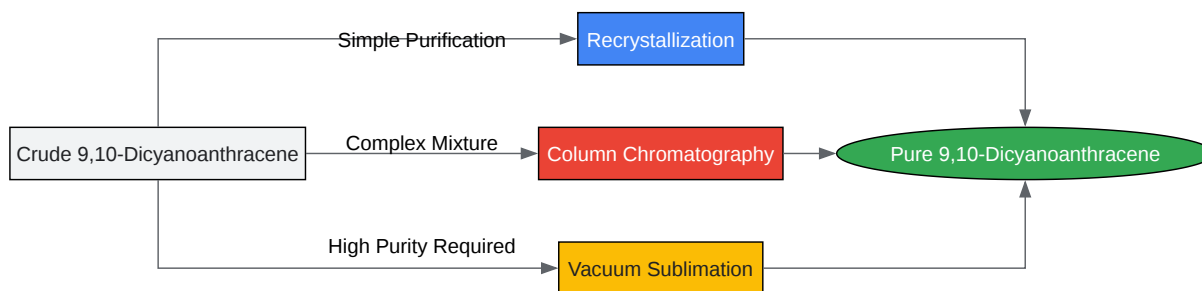 Simple Purification
Recrystallization
Crude 9,10-Dicyanoanthracene
Complex Mixture
Column Chromatography
Pure 9,10-Dicyanoanthracene
High Purity Required
Vacuum Sublimation